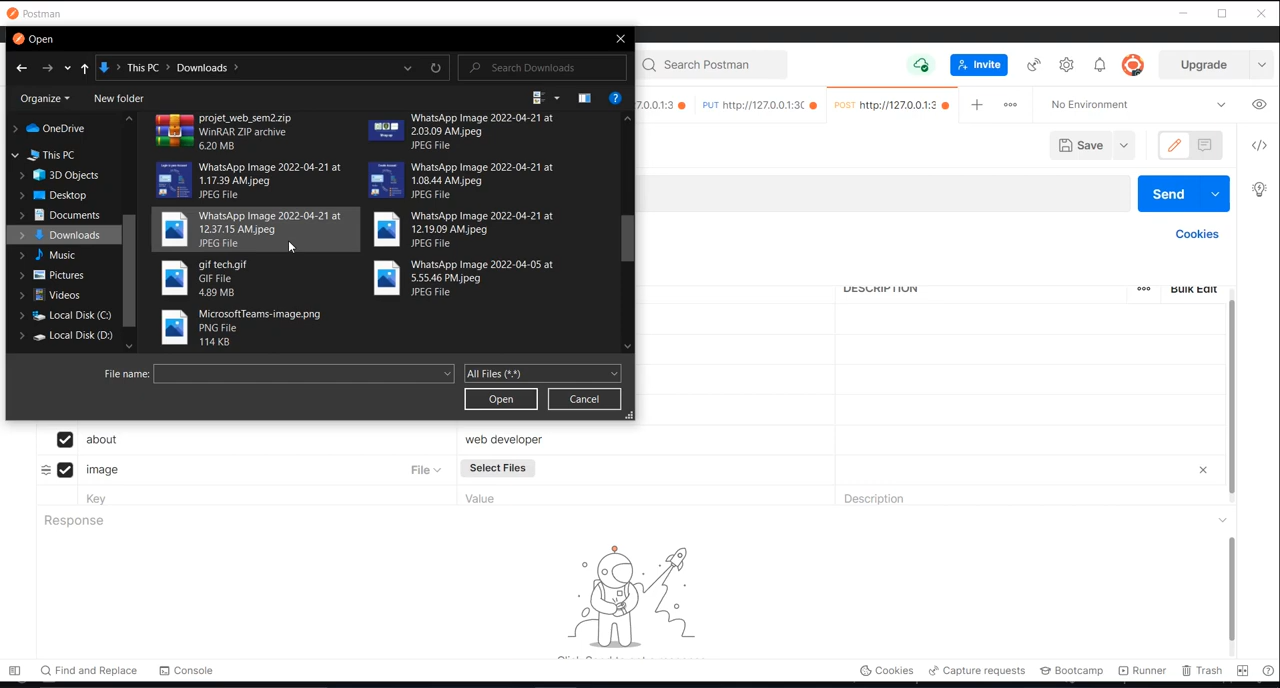 Postman
Open
This PC
Downloads
Search Downloads
Search Postman
Invite
Upgrade
Organize
New folder
7.0.0.1:3
PUT http://127.0.0.1:30
POST http://127.0.0.1:3
No Environment
OneDrive
This PC
3D Objects
Desktop
Documents
Downloads
Music
Pictures
Videos
Local Disk (C:)
Local Disk (D:)
projet_web_sem2.zip
WinRAR ZIP archive
6.20 MB
WhatsApp Image 2022-04-21 at
2.03.09 AM.jpeg
JPEG File
WhatsApp Image 2022-04-21 at
1.17.39 AM.jpeg
JPEG File
WhatsApp Image 2022-04-21 at
1.08.44 AM.jpeg
JPEG File
WhatsApp Image 2022-04-21 at
12.37.15 AM.jpeg
JPEG File
WhatsApp Image 2022-04-21 at
12.19.09 AM.jpeg
JPEG File
gif tech.gif
GIF File
4.89 MB
WhatsApp Image 2022-04-05 at
5.55.46 PM.jpeg
JPEG File
MicrosoftTeams-image.png
PNG File
114 KB
File name:
All Files (*.*)
Open
Cancel
Save
Send
Cookies
DESCRIPTION
Bulk Edit
about
web developer
image
File
Select Files
Key
Value
Description
Response
Find and Replace
Console
Cookies
Capture requests
Bootcamp
Runner
Trash